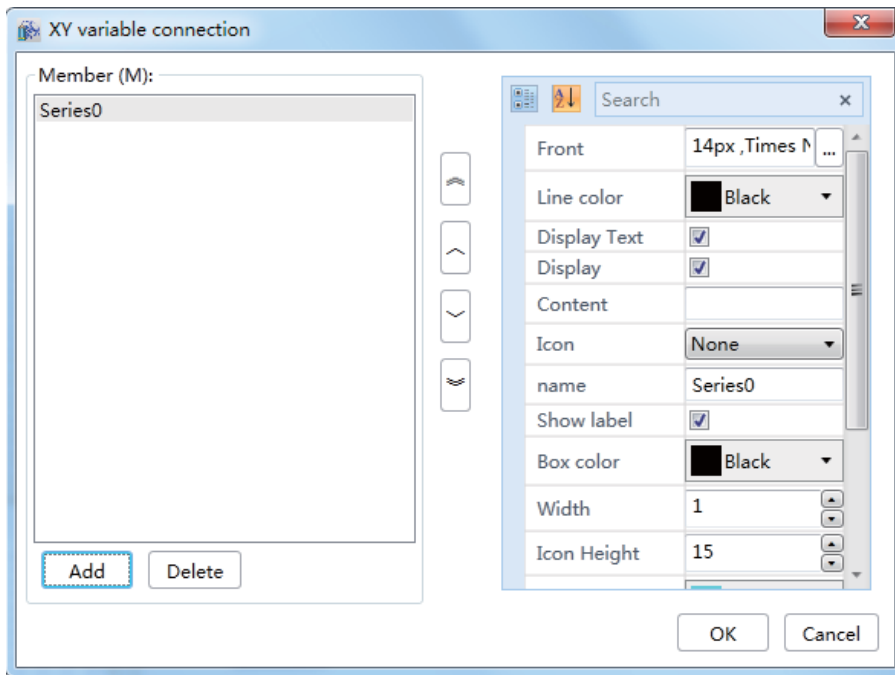 XY variable connection
Member (M):
Series0
Add
Delete
Search
Front 14px ,Times N ...
Line color Black
Display Text
Display
Content
Icon None
name Series0
Show label
Box color Black
Width 1
Icon Height 15
OK
Cancel